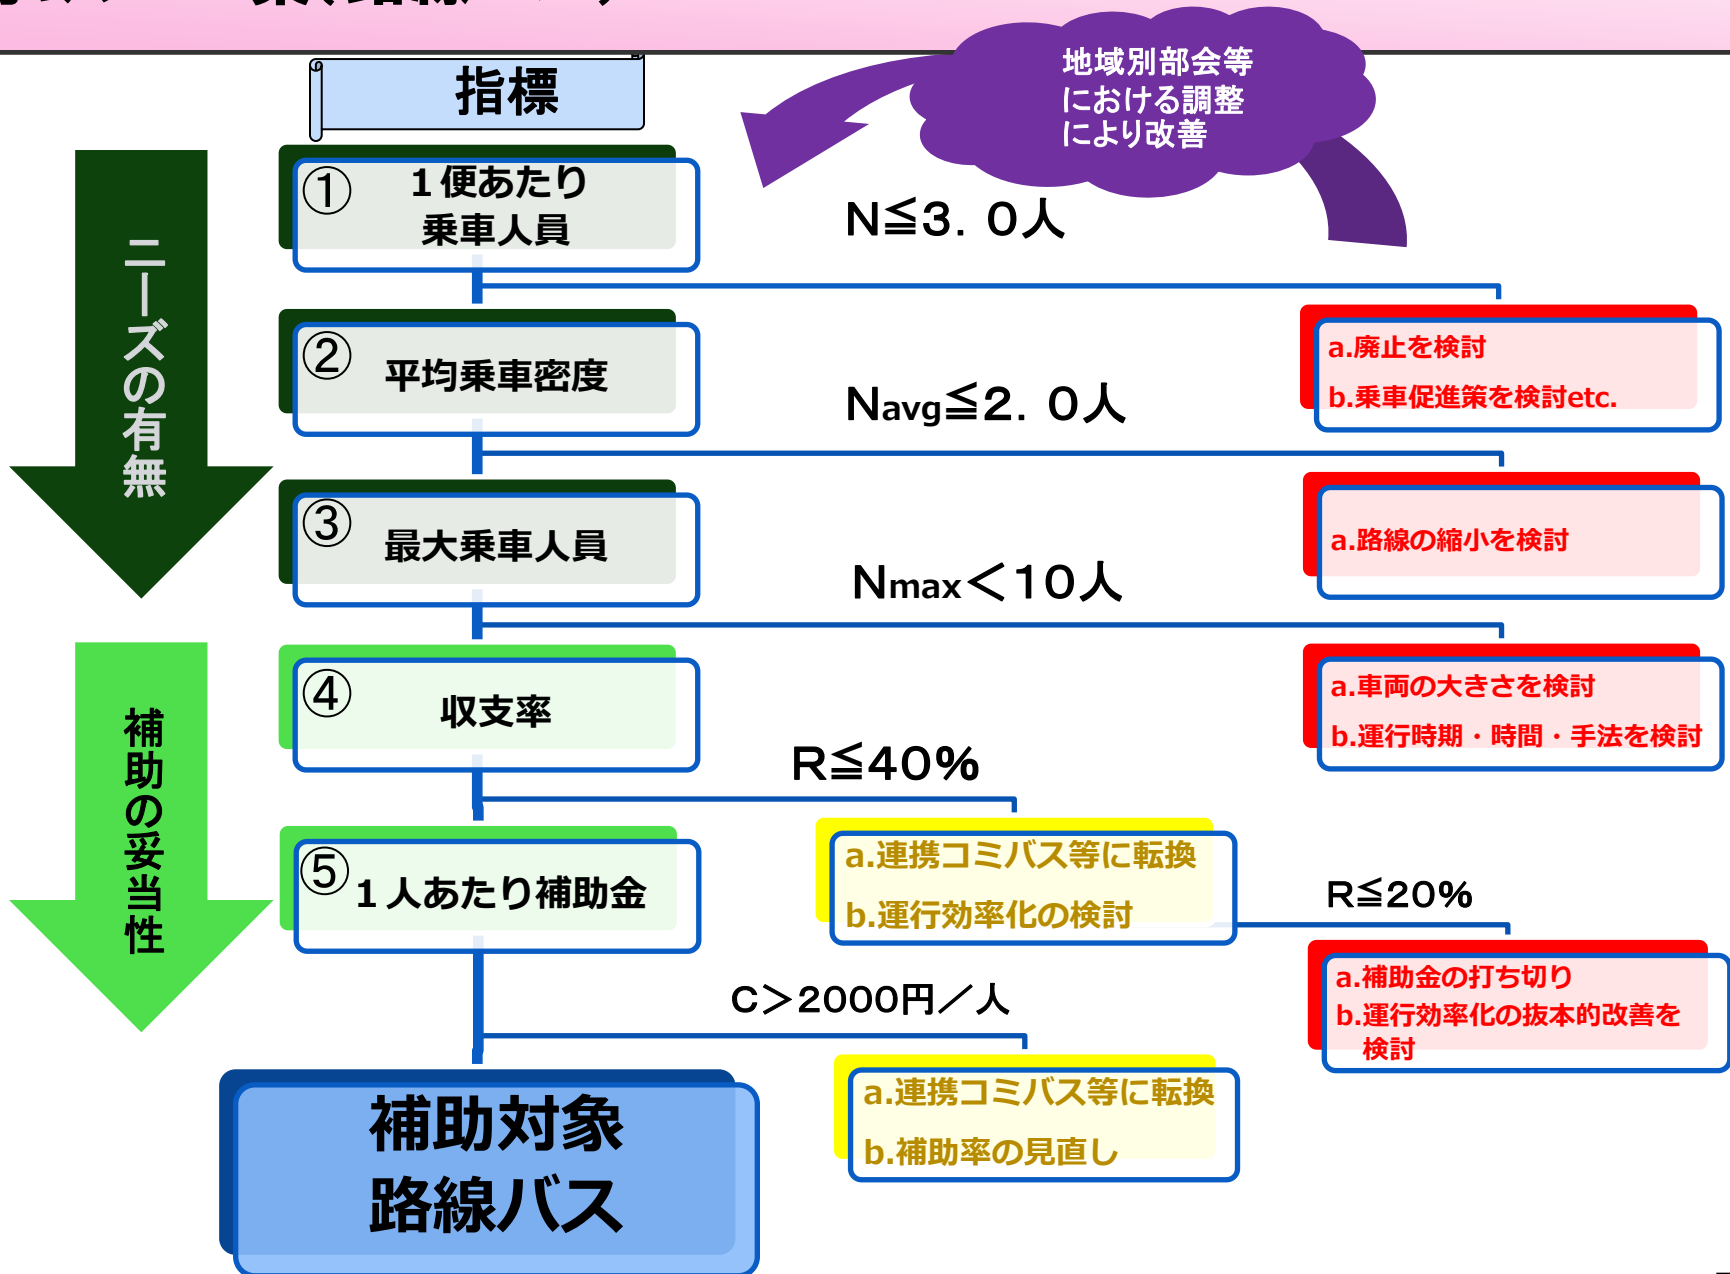 指標
地域別部会等
における調整
により改善
ニーズの有無
① 1便あたり
乗車人員
N≦3．0人
② 平均乗車密度
a.廃止を検討
b.乗車促進策を検討etc.
Navg≦2．0人
③ 最大乗車人員
a.路線の縮小を検討
Nmax＜10人
補助の妥当性
④ 収支率
a.車両の大きさを検討
b.運行時期・時間・手法を検討
R≦40%
⑤ 1人あたり補助金
a.連携コミバス等に転換
b.運行効率化の検討
R≦20%
a.補助金の打ち切り
b.運行効率化の抜本的改善を
検討
C＞2000円／人
a.連携コミバス等に転換
b.補助率の見直し
補助対象
路線バス